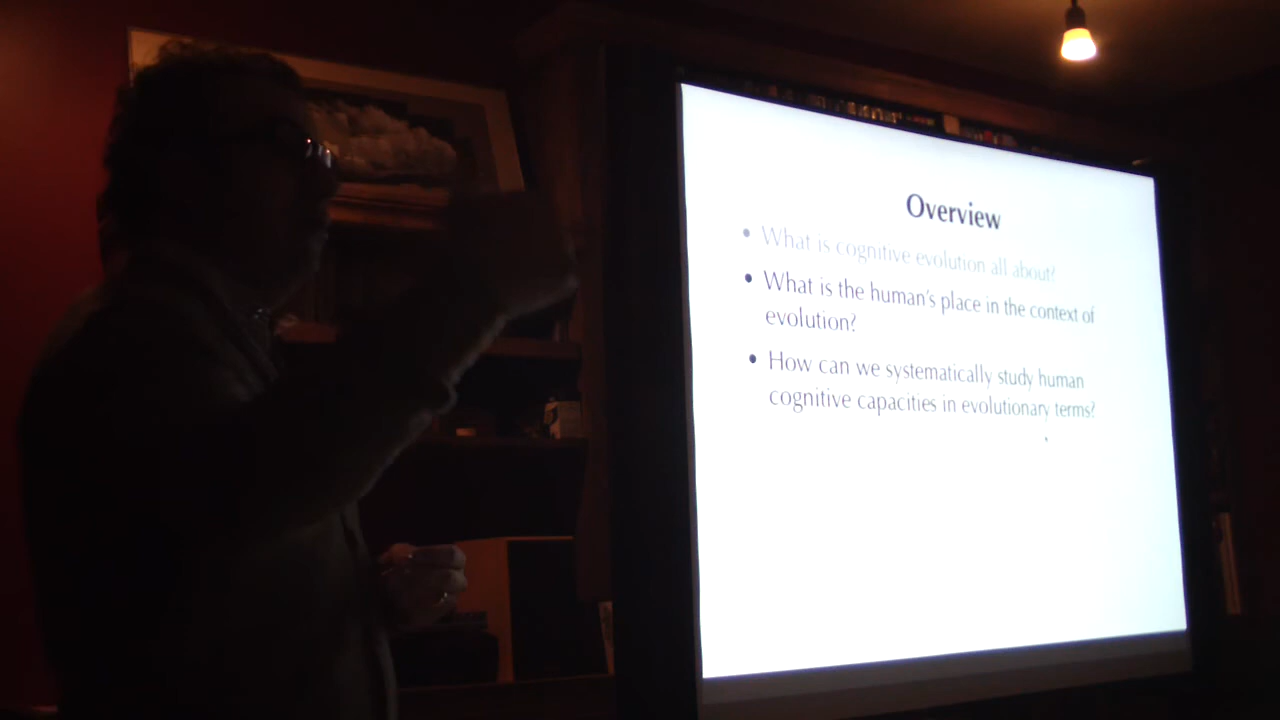 Overview
• What is cognitive evolution all about?
• What is the human's place in the context of
evolution?
• How can we systematically study human
cognitive capacities in evolutionary terms?